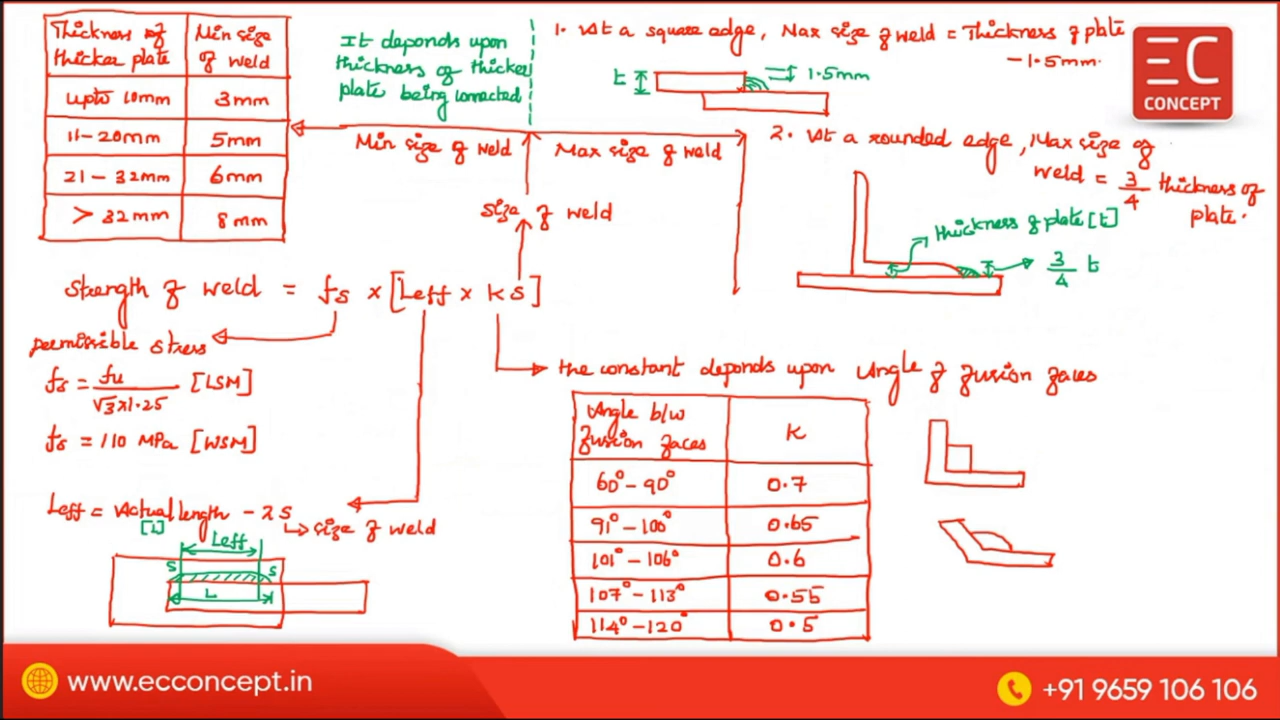 Thickness of thicker plate | Min size of weld
upto 10mm | 3mm
11-20mm | 5mm
21-32mm | 6mm
> 32mm | 8mm
It depends upon
thickness of thicker
plate being connected
1. At a square edge, Max size of weld = Thickness of plate
-1.5mm.
t
1.5mm
EC
CONCEPT
Min size of weld
Max size of weld
2. At a rounded edge, Max size of
weld = 3/4 thickness of
plate.
size of weld
thickness of plate [t]
3/4 t
Strength of weld = fs × [Leff × KS]
permissible stress
fs = fu/√3×1.25 [LSM]
fs = 110 MPa [WSM]
the constant depends upon Angle of fusion faces
Angle b/w fusion faces | K
60°-90° | 0.7
91°-100° | 0.65
101°-106° | 0.6
107°-113° | 0.55
114°-120° | 0.5
Leff = Actual length - 2S
[L]
size of weld
Leff
S
S
L
www.ecconcept.in
+91 9659 106 106